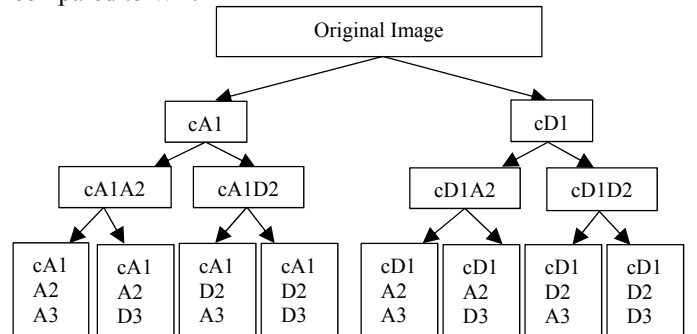 Original Image
cA1
cD1
cA1A2
cA1D2
cD1A2
cD1D2
cA1
A2
A3
cA1
A2
D3
cA1
D2
A3
cA1
D2
D3
cD1
A2
A3
cD1
A2
D3
cD1
D2
A3
cD1
D2
D3